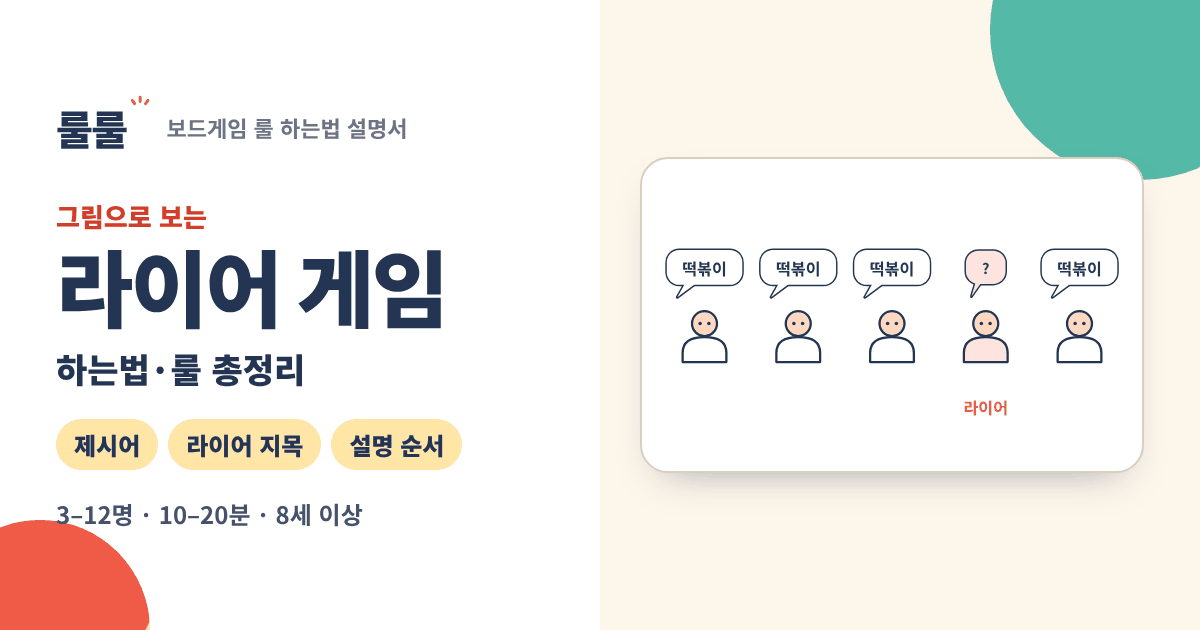 룰룰 보드게임 룰 하는법 설명서
그림으로 보는
라이어 게임
하는법·룰 총정리
제시어 라이어 지목 설명 순서
3–12명 · 10–20분 · 8세 이상
떡볶이 떡볶이 떡볶이 ? 떡볶이
라이어